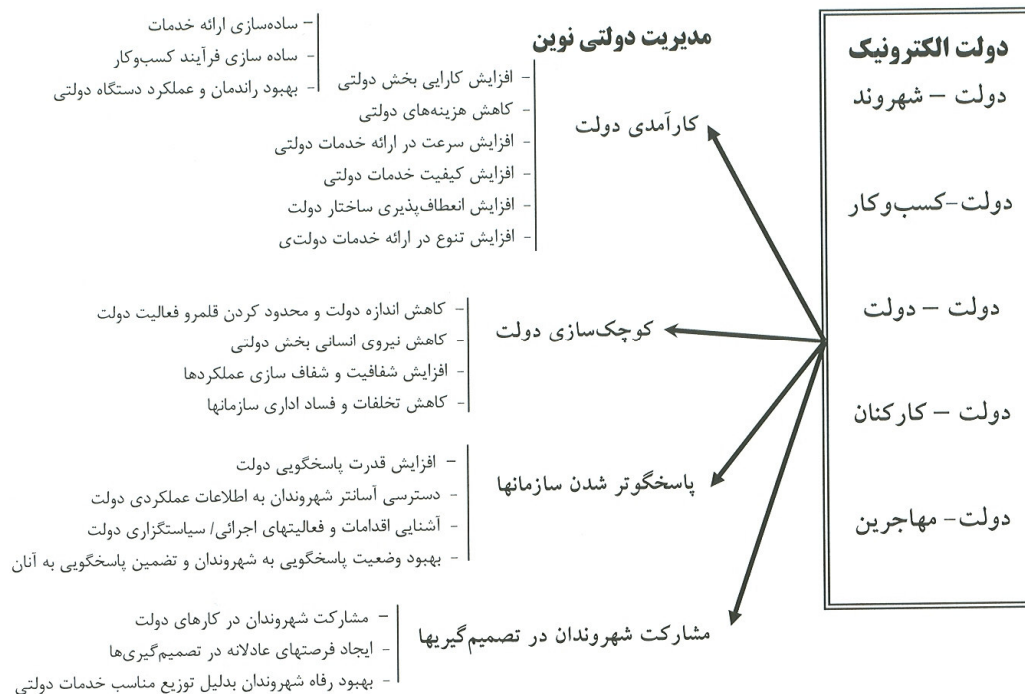 دولت الکترونیک
دولت – شهروند
دولت-کسب‌وکار
دولت – دولت
دولت – کارکنان
دولت- مهاجرین
مدیریت دولتی نوین
کارآمدی دولت
- افزایش کارایی بخش دولتی
- کاهش هزینه‌های دولتی
- افزایش سرعت در ارائه خدمات دولتی
- افزایش کیفیت خدمات دولتی
- افزایش انعطاف‌پذیری ساختار دولت
- افزایش تنوع در ارائه خدمات دولت‌ی
- ساده‌سازی ارائه خدمات
- ساده سازی فرآیند کسب‌وکار
- بهبود راندمان و عملکرد دستگاه دولتی
کوچک‌سازی دولت
- کاهش اندازه دولت و محدود کردن قلمرو فعالیت دولت
- کاهش نیروی انسانی بخش دولتی
- افزایش شفافیت و شفاف سازی عملکردها
- کاهش تخلفات و فساد اداری سازمانها
پاسخگوتر شدن سازمانها
- افزایش قدرت پاسخگویی دولت
- دسترسی آسانتر شهروندان به اطلاعات عملکردی دولت
- آشنایی اقدامات و فعالیتهای اجرائی/ سیاستگزاری دولت
- بهبود وضعیت پاسخگویی به شهروندان و تضمین پاسخگویی به آنان
مشارکت شهروندان در تصمیم‌گیریها
- مشارکت شهروندان در کارهای دولت
- ایجاد فرصتهای عادلانه در تصمیم‌گیری‌ها
- بهبود رفاه شهروندان بدلیل توزیع مناسب خدمات دولتی